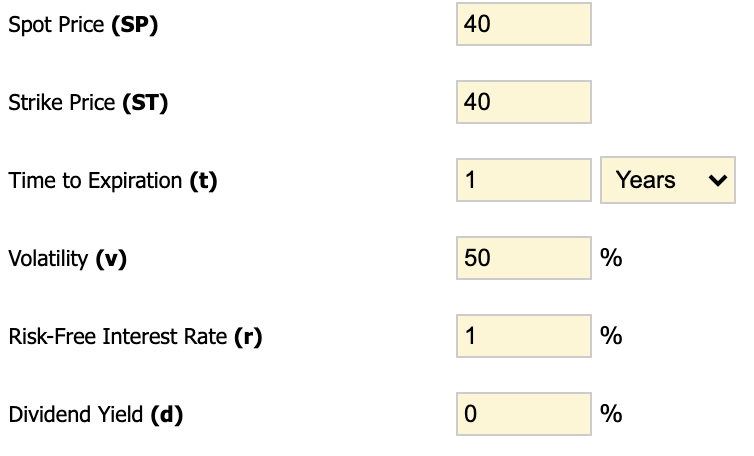 Spot Price (SP) 40
Strike Price (ST) 40
Time to Expiration (t) 1 Years
Volatility (v) 50 %
Risk-Free Interest Rate (r) 1 %
Dividend Yield (d) 0 %